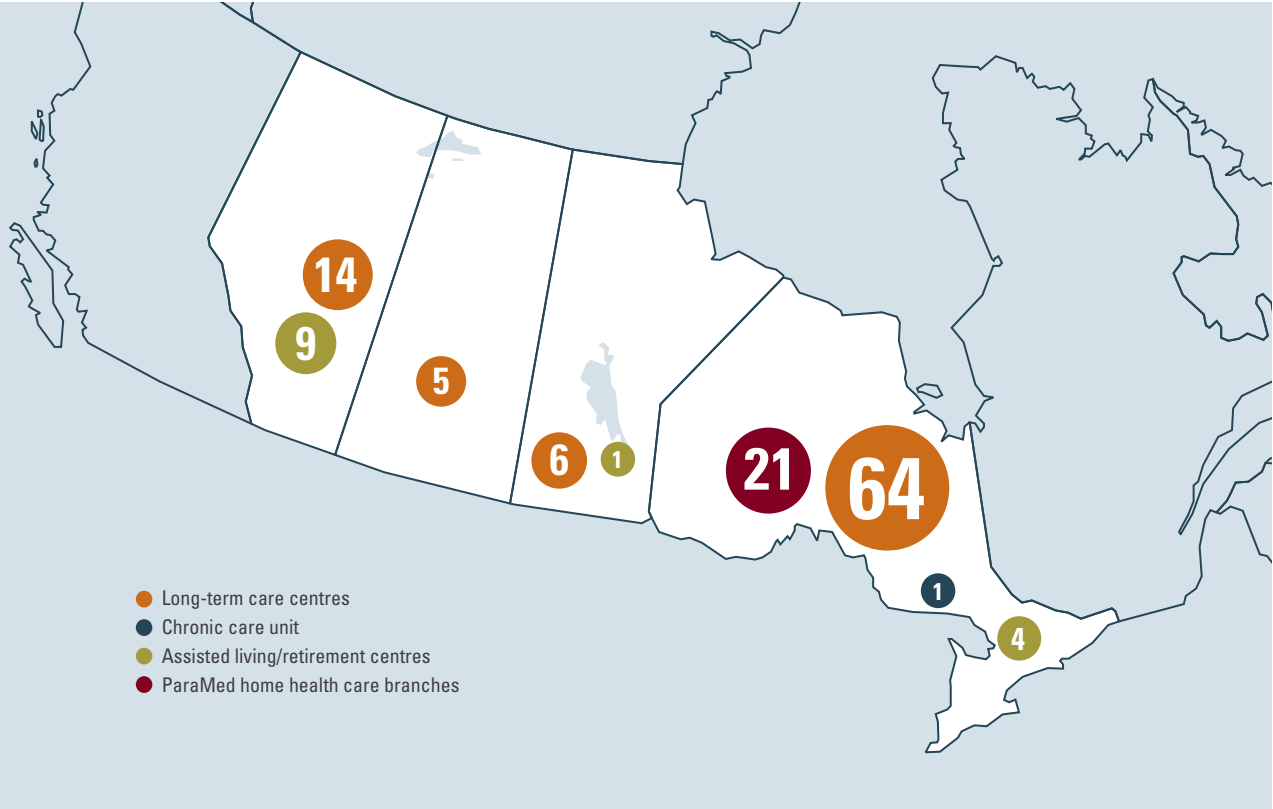 14
9
5
6
1
21
64
1
4
Long-term care centres
Chronic care unit
Assisted living/retirement centres
ParaMed home health care branches